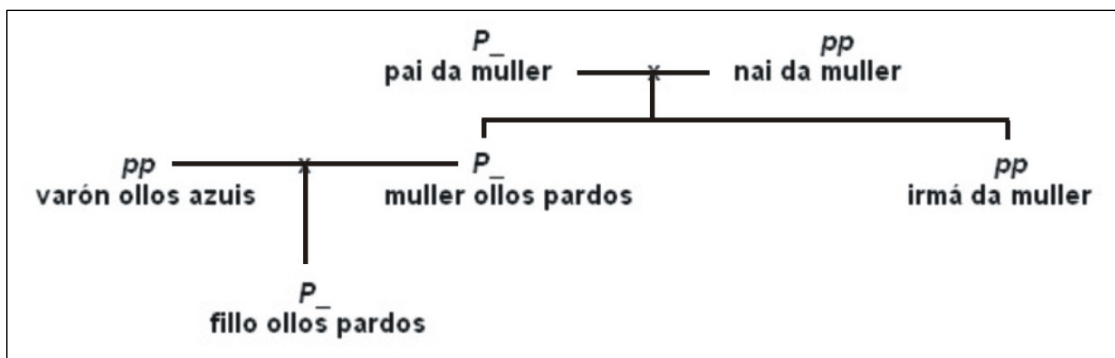 P_ pp
pai da muller x nai da muller
pp x P_ pp
varón ollos azuis muller ollos pardos irmá da muller
P_
fillo ollos pardos